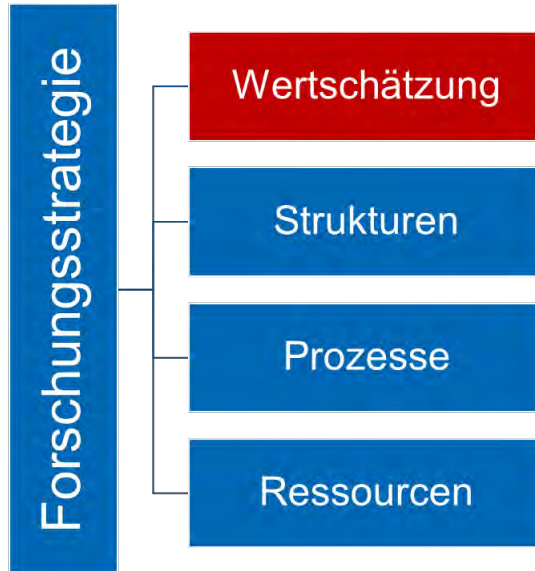 Forschungsstrategie
Wertschätzung
Strukturen
Prozesse
Ressourcen